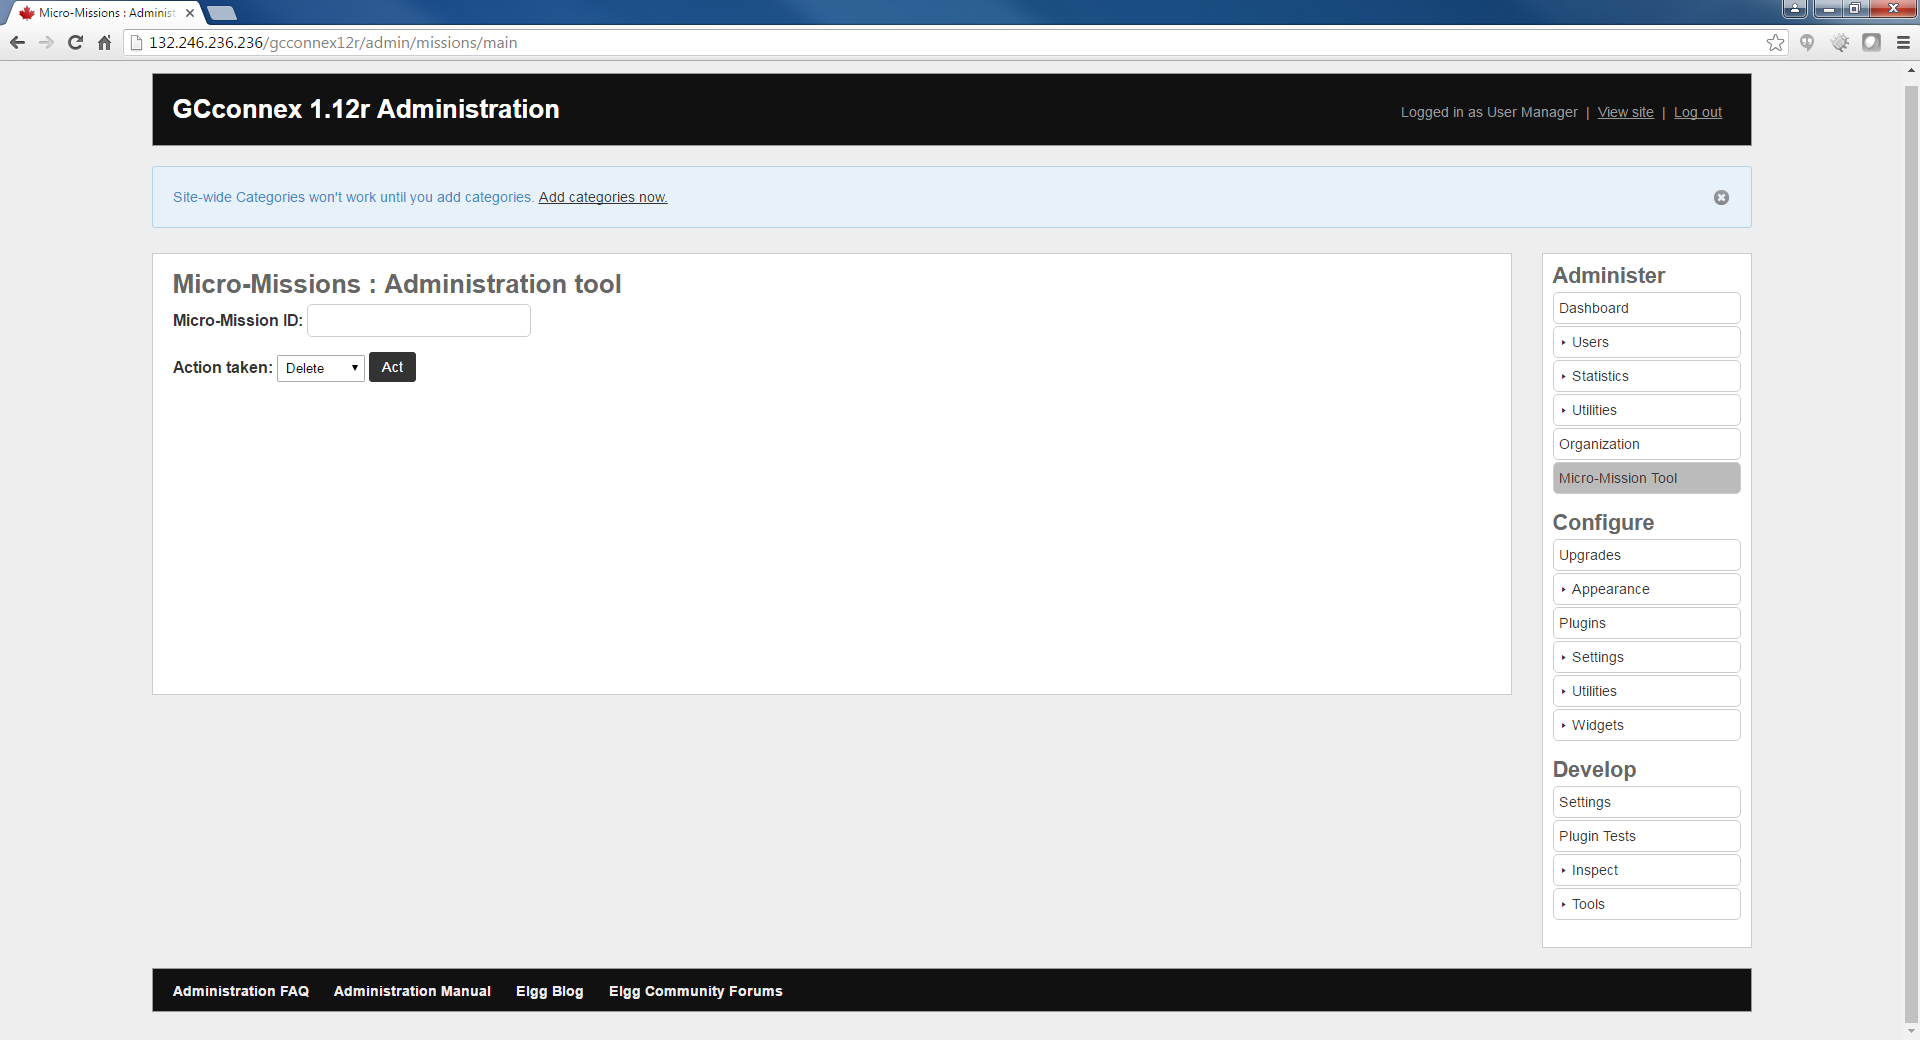 Micro-Missions : Administ
132.246.236.236/gcconnex12r/admin/missions/main
GCconnex 1.12r Administration
Logged in as User Manager | View site | Log out
Site-wide Categories won't work until you add categories. Add categories now.
Micro-Missions : Administration tool
Micro-Mission ID:
Action taken: Delete Act
Administer
Dashboard
Users
Statistics
Utilities
Organization
Micro-Mission Tool
Configure
Upgrades
Appearance
Plugins
Settings
Utilities
Widgets
Develop
Settings
Plugin Tests
Inspect
Tools
Administration FAQ Administration Manual Elgg Blog Elgg Community Forums